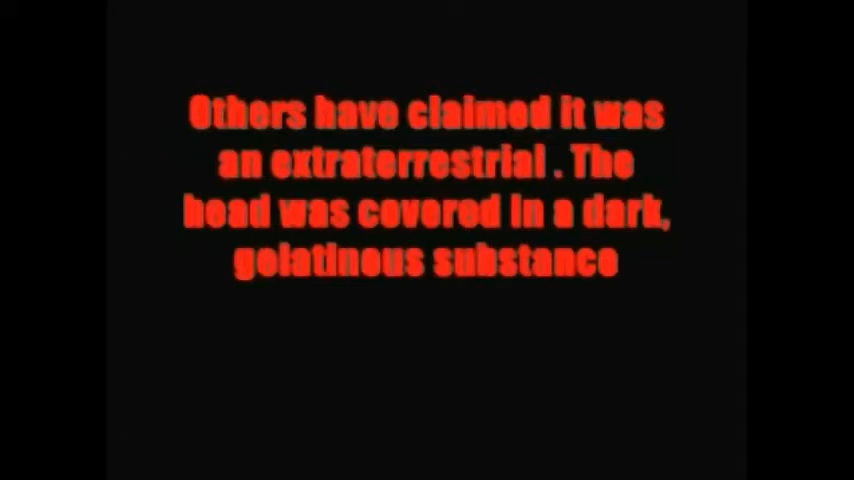 Others have claimed it was
an extraterrestrial . The
head was covered in a dark,
gelatinous substance